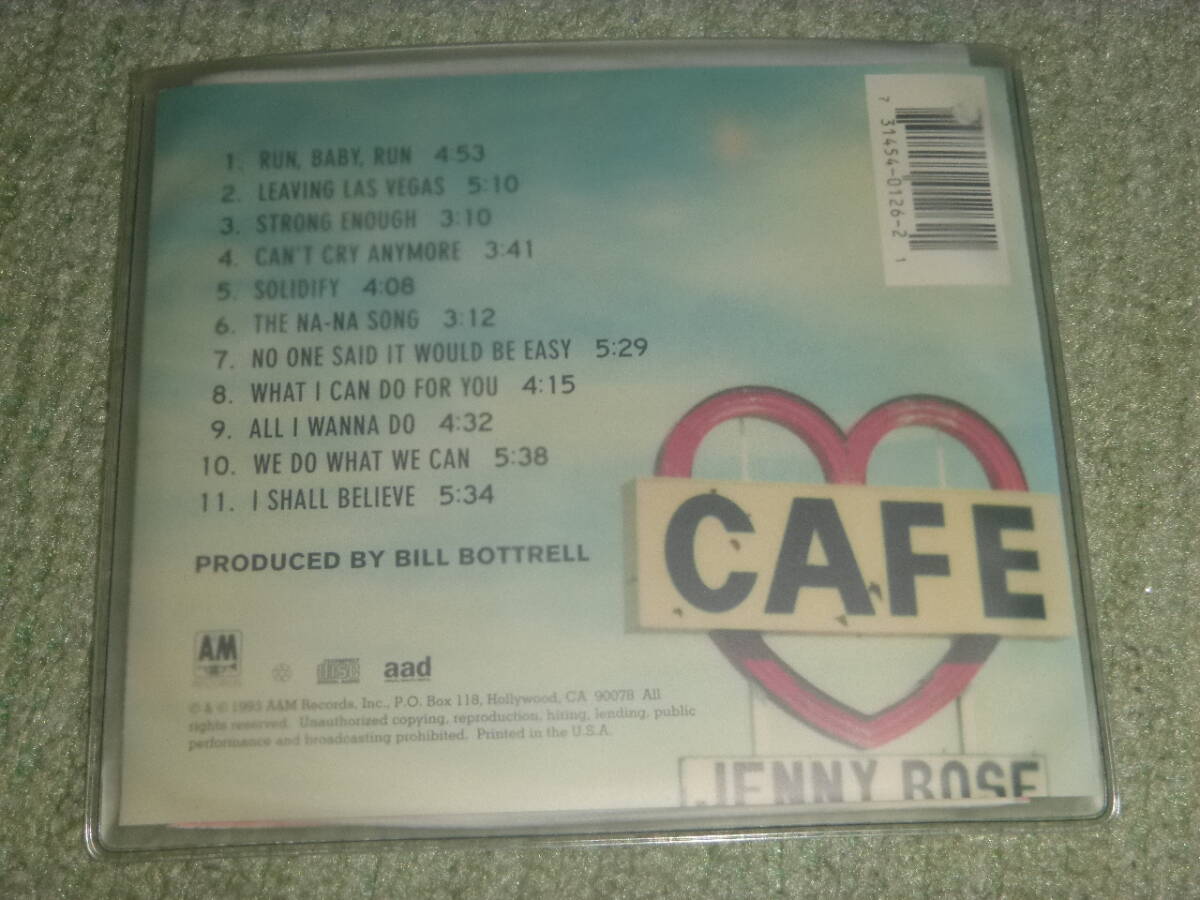 1. RUN, BABY, RUN 4:53
2. LEAVING LAS VEGAS 5:10
3. STRONG ENOUGH 3:10
4. CAN'T CRY ANYMORE 3:41
5. SOLIDIFY 4:08
6. THE NA-NA SONG 3:12
7. NO ONE SAID IT WOULD BE EASY 5:29
8. WHAT I CAN DO FOR YOU 4:15
9. ALL I WANNA DO 4:32
10. WE DO WHAT WE CAN 5:38
11. I SHALL BELIEVE 5:34
PRODUCED BY BILL BOTTRELL
7 31454-0126-2 1
CAFE
JENNY ROSE
AM
COMPACT
disc
DIGITAL AUDIO
aad
℗ & © 1993 A&M Records, Inc., P.O. Box 118, Hollywood, CA 90078 All
rights reserved. Unauthorized copying, reproduction, hiring, lending, public
performance and broadcasting prohibited. Printed in the U.S.A.